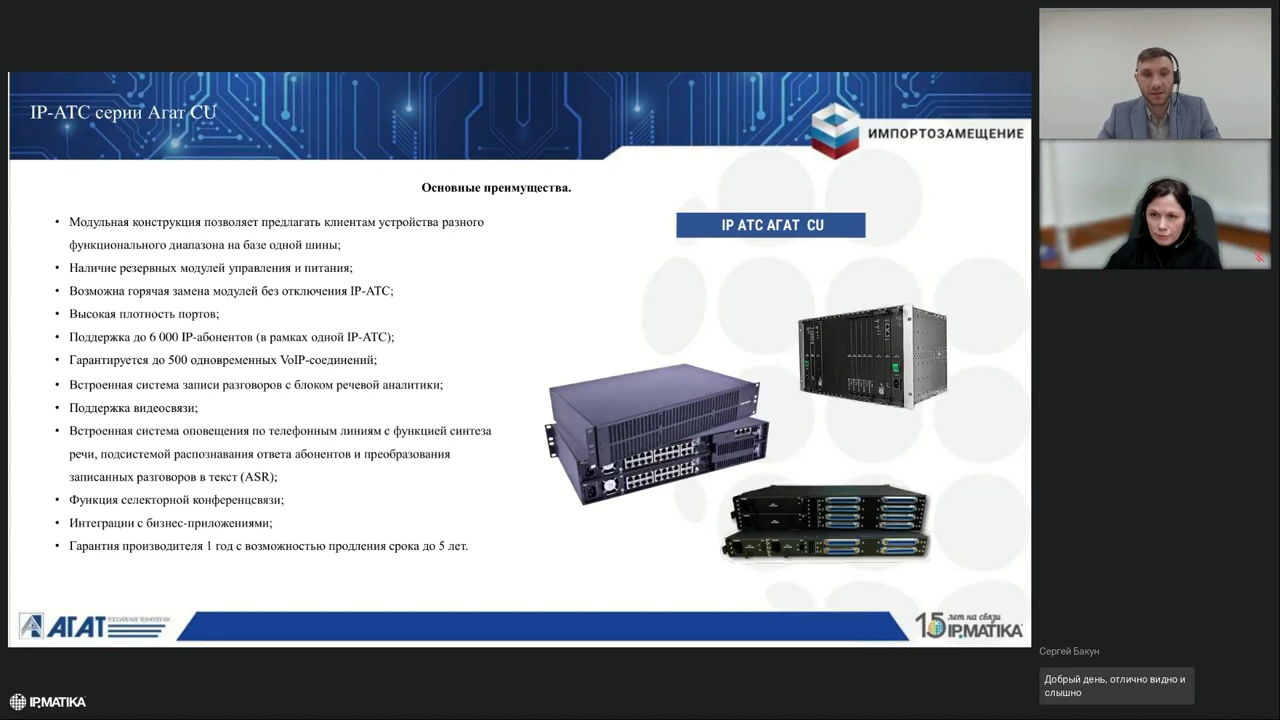 IP-АТС серии Агат CU
ИМПОРТОЗАМЕЩЕНИЕ
Основные преимущества.
IP АТС АГАТ CU
• Модульная конструкция позволяет предлагать клиентам устройства разного
функционального диапазона на базе одной шины;
• Наличие резервных модулей управления и питания;
• Возможна горячая замена модулей без отключения IP-АТС;
• Высокая плотность портов;
• Поддержка до 6 000 IP-абонентов (в рамках одной IP-АТС);
• Гарантируется до 500 одновременных VoIP-соединений;
• Встроенная система записи разговоров с блоком речевой аналитики;
• Поддержка видеосвязи;
• Встроенная система оповещения по телефонным линиям с функцией синтеза
речи, подсистемой распознавания ответа абонентов и преобразования
записанных разговоров в текст (ASR);
• Функция селекторной конференцсвязи;
• Интеграции с бизнес-приложениями;
• Гарантия производителя 1 год с возможностью продления срока до 5 лет.
АГАТ
РОССИЙСКИЕ ТЕХНОЛОГИИ
15 лет на связи
IPMATIKA
IPMATIKA
Сергей Бакун
Добрый день, отлично видно и
слышно